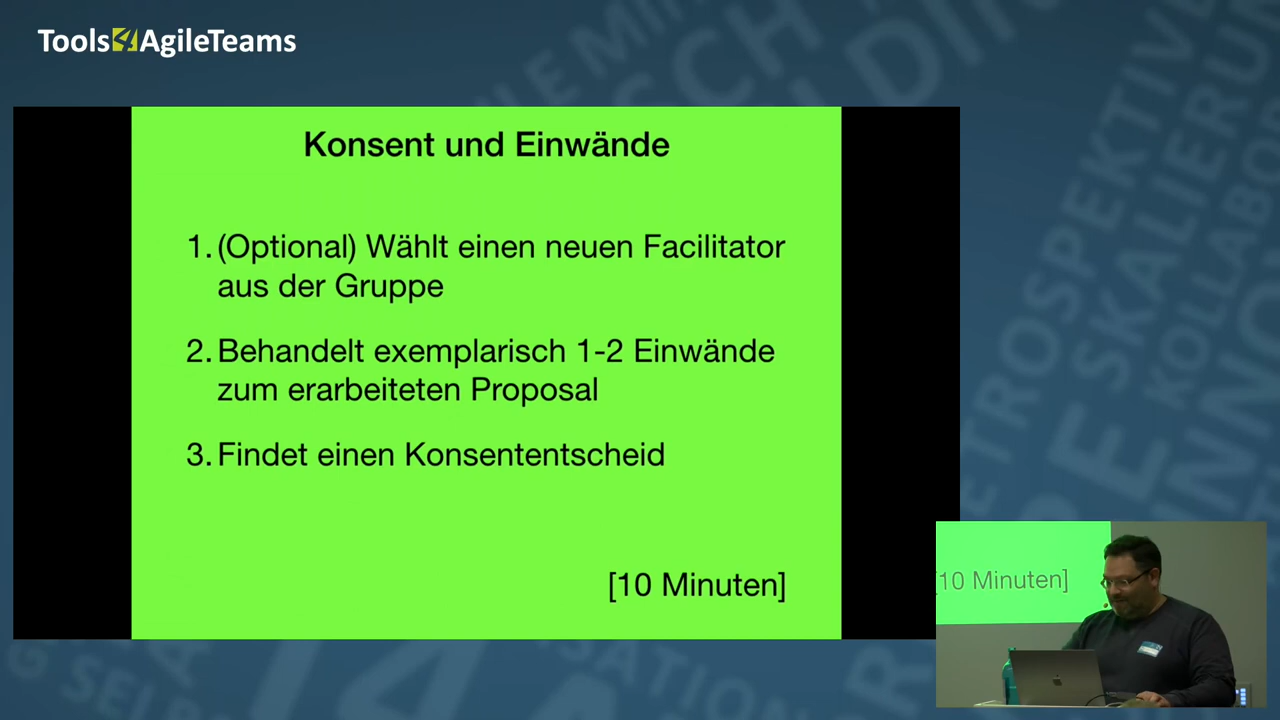 Tools4AgileTeams
Konsent und Einwände
1. (Optional) Wählt einen neuen Facilitator
aus der Gruppe
2. Behandelt exemplarisch 1-2 Einwände
zum erarbeiteten Proposal
3. Findet einen Konsententscheid
[10 Minuten]
[10 Minuten]